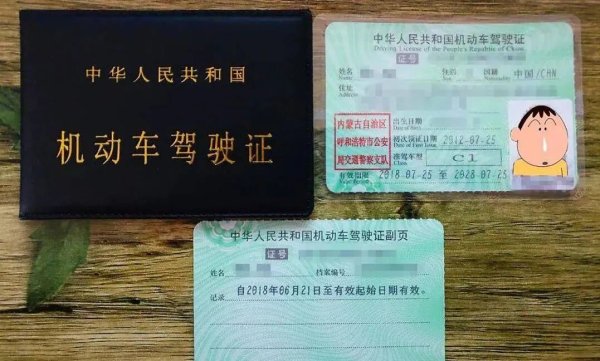 中华人民共和国
机动车驾驶证
中华人民共和国机动车驾驶证
Driving License of the People's Republic of China
证号
姓名
Name
性别
国籍
中国/CHN
住址
Address
内蒙古自治区
呼和浩特市公安
局交通警察支队
出生日期
Date of Birth
初次领证日期 2012-07-25
Date of First Issue
准驾车型 C1
Class
有效期限 2018-07-25 至 2028-07-25
中华人民共和国机动车驾驶证副页
证号
姓名 档案编号
记录 自2018年06月21日至有效起始日期有效。